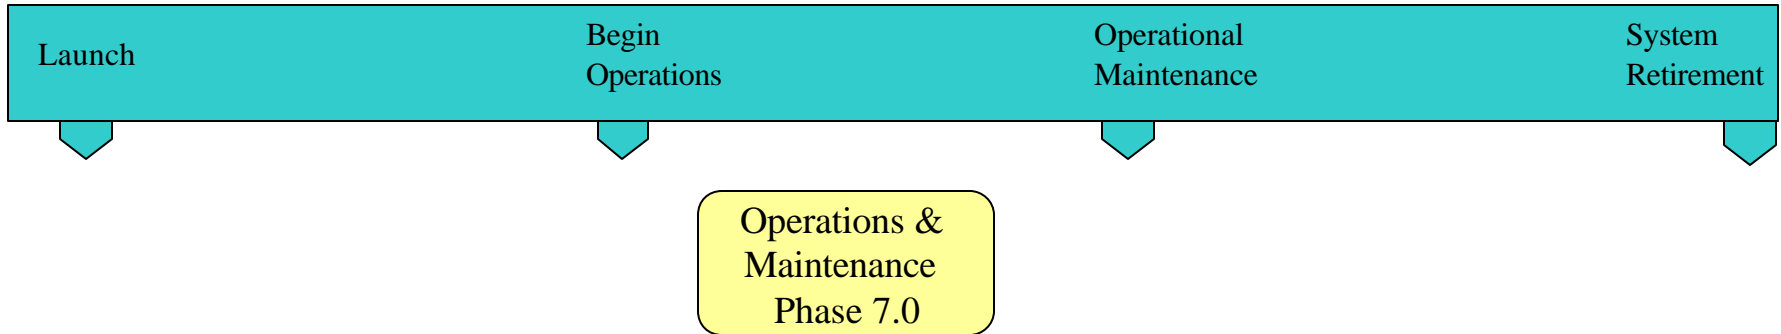 Launch
Begin
Operations
Operational
Maintenance
System
Retirement
Operations &
Maintenance
Phase 7.0